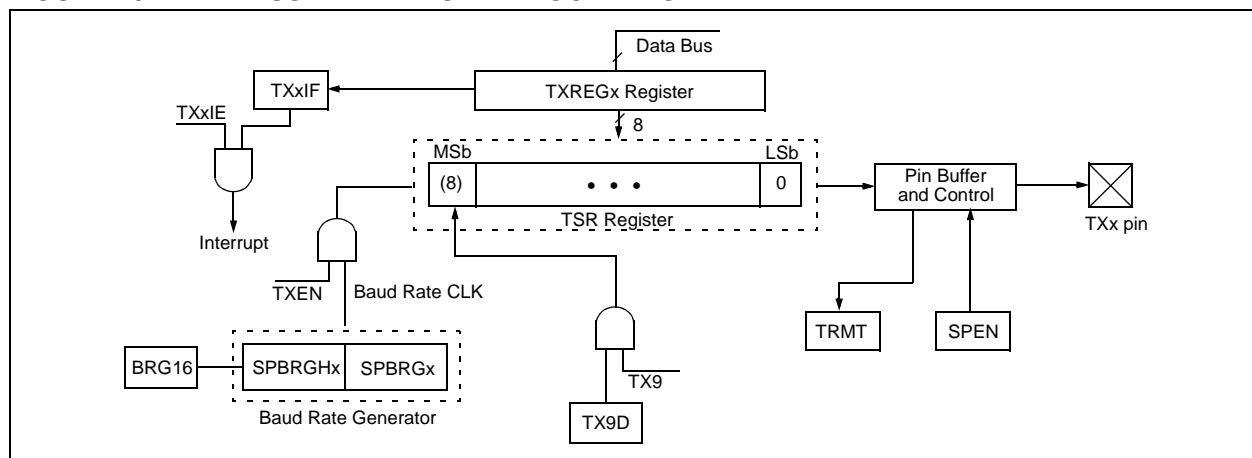 Data Bus
TXxIF
TXREGx Register
TXxIE
8
MSb
LSb
(8)
• • •
0
Pin Buffer
and Control
TSR Register
TXx pin
Interrupt
TXEN
Baud Rate CLK
TRMT
SPEN
BRG16
SPBRGHx
SPBRGx
TX9
Baud Rate Generator
TX9D